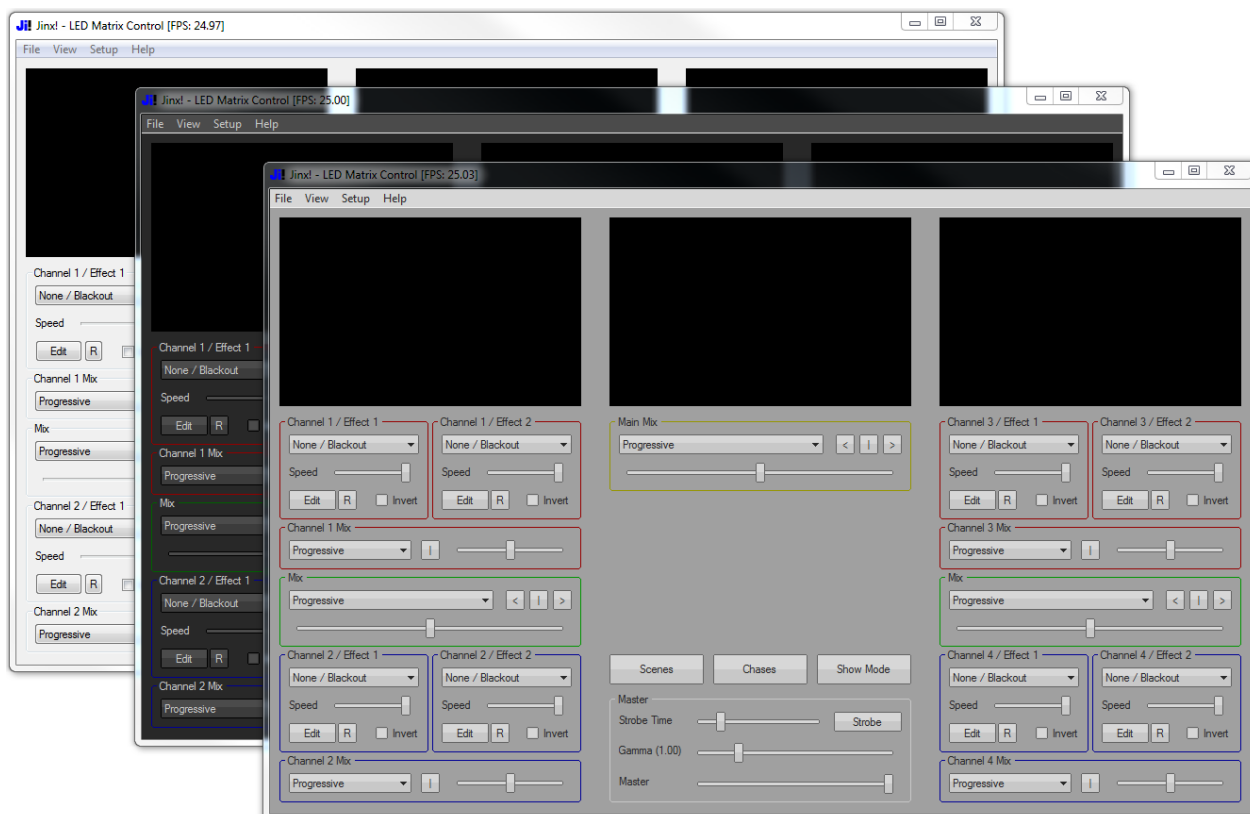 Ji! Jinx! - LED Matrix Control [FPS: 24.97]
File View Setup Help
Channel 1 / Effect 1
None / Blackout
Speed
Edit R
Channel 1 Mix
Progressive
Mix
Progressive
Channel 2 / Effect 1
None / Blackout
Speed
Edit R
Channel 2 Mix
Progressive
Ji! Jinx! - LED Matrix Control [FPS: 25.00]
File View Setup Help
Channel 1 / Effect 1
None / Blackout
Speed
Edit R
Channel 1 Mix
Progressive
Mix
Progressive
Channel 2 / Effect 1
None / Blackout
Speed
Edit R
Channel 2 Mix
Progressive
Ji! Jinx! - LED Matrix Control [FPS: 25.03]
File View Setup Help
Channel 1 / Effect 1 Channel 1 / Effect 2
None / Blackout None / Blackout
Speed Speed
Edit R Invert Edit R Invert
Channel 1 Mix
Progressive |
Mix
Progressive < | >
Channel 2 / Effect 1 Channel 2 / Effect 2
None / Blackout None / Blackout
Speed Speed
Edit R Invert Edit R Invert
Channel 2 Mix
Progressive |
Main Mix
Progressive < | >
Scenes Chases Show Mode
Master
Strobe Time Strobe
Gamma (1.00)
Master
Channel 3 / Effect 1 Channel 3 / Effect 2
None / Blackout None / Blackout
Speed Speed
Edit R Invert Edit R Invert
Channel 3 Mix
Progressive |
Mix
Progressive < | >
Channel 4 / Effect 1 Channel 4 / Effect 2
None / Blackout None / Blackout
Speed Speed
Edit R Invert Edit R Invert
Channel 4 Mix
Progressive |